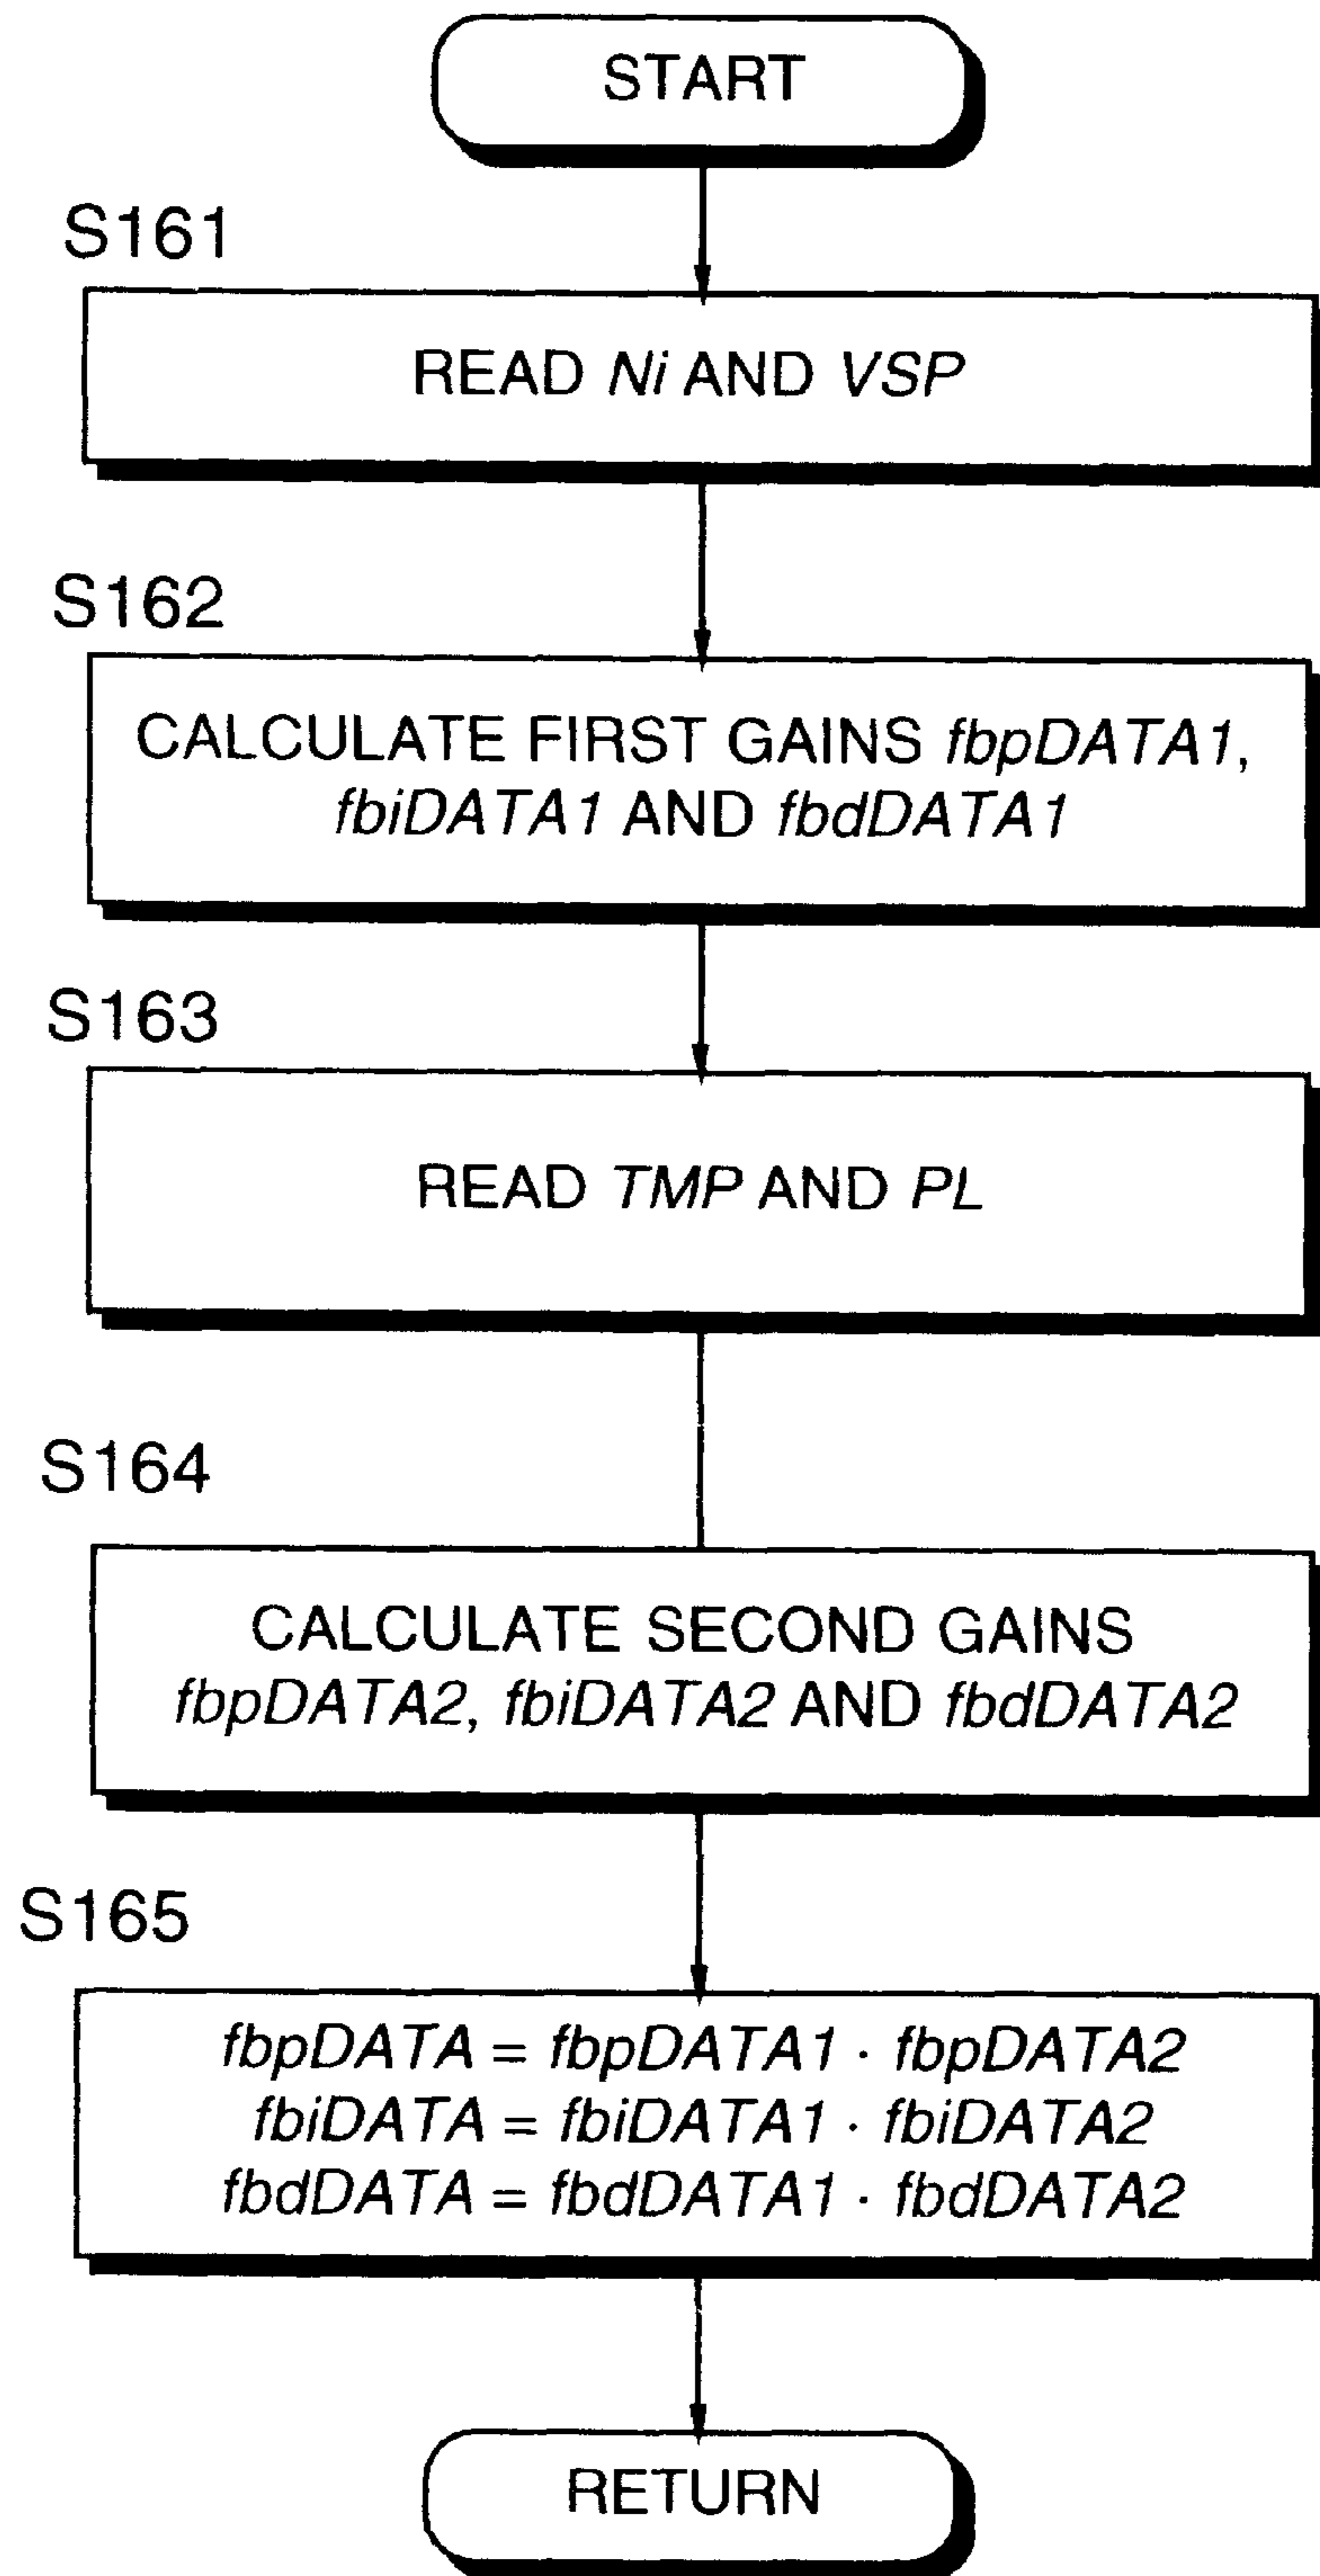 START
S161
READ Ni AND VSP
S162
CALCULATE FIRST GAINS fbpDATA1,
fbiDATA1 AND fbdDATA1
S163
READ TMP AND PL
S164
CALCULATE SECOND GAINS
fbpDATA2, fbiDATA2 AND fbdDATA2
S165
fbpDATA = fbpDATA1 · fbpDATA2
fbiDATA = fbiDATA1 · fbiDATA2
fbdDATA = fbdDATA1 · fbdDATA2
RETURN